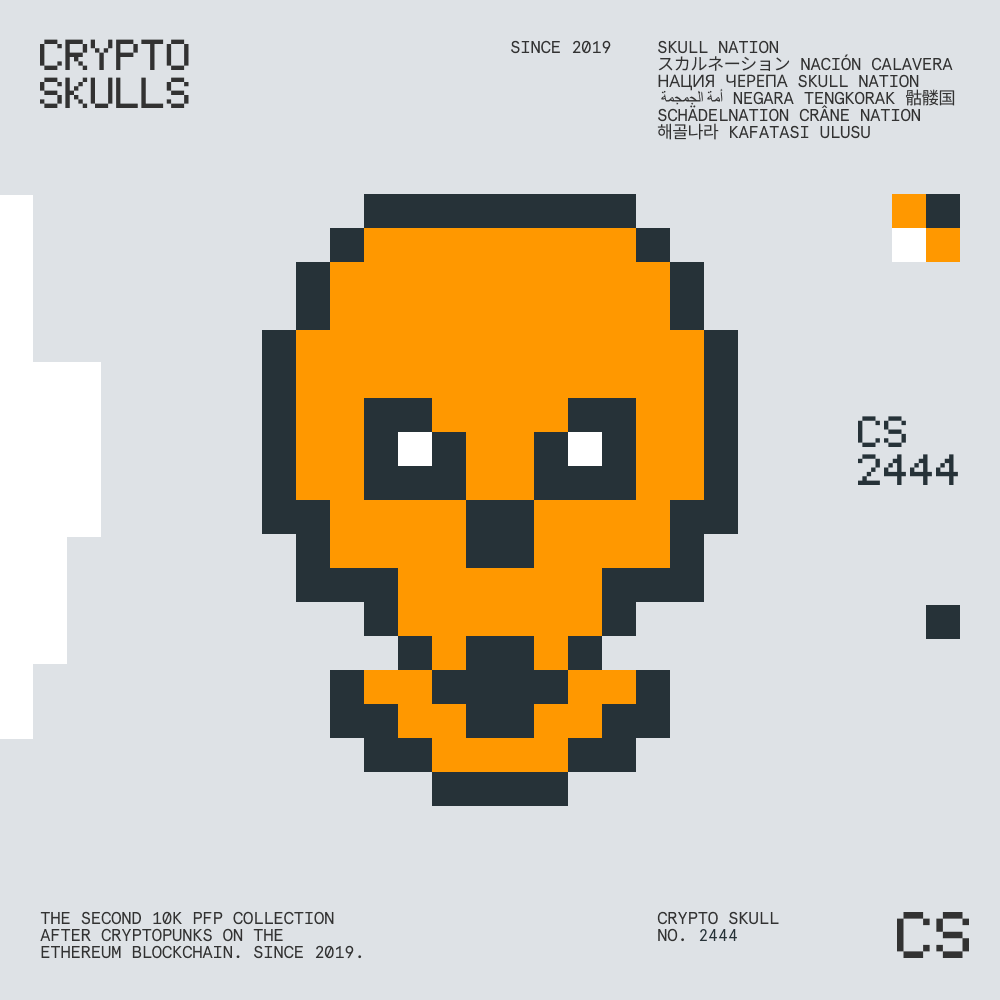 CRYPTO
SKULLS
SINCE 2019
SKULL NATION
スカルネーション NACIÓN CALAVERA
НАЦИЯ ЧЕРЕПА SKULL NATION
أمة الجمجمة NEGARA TENGKORAK 骷髅国
SCHÄDELNATION CRÂNE NATION
해골나라 KAFATASI ULUSU
CS
2444
THE SECOND 10K PFP COLLECTION
AFTER CRYPTOPUNKS ON THE
ETHEREUM BLOCKCHAIN. SINCE 2019.
CRYPTO SKULL
NO. 2444
CS